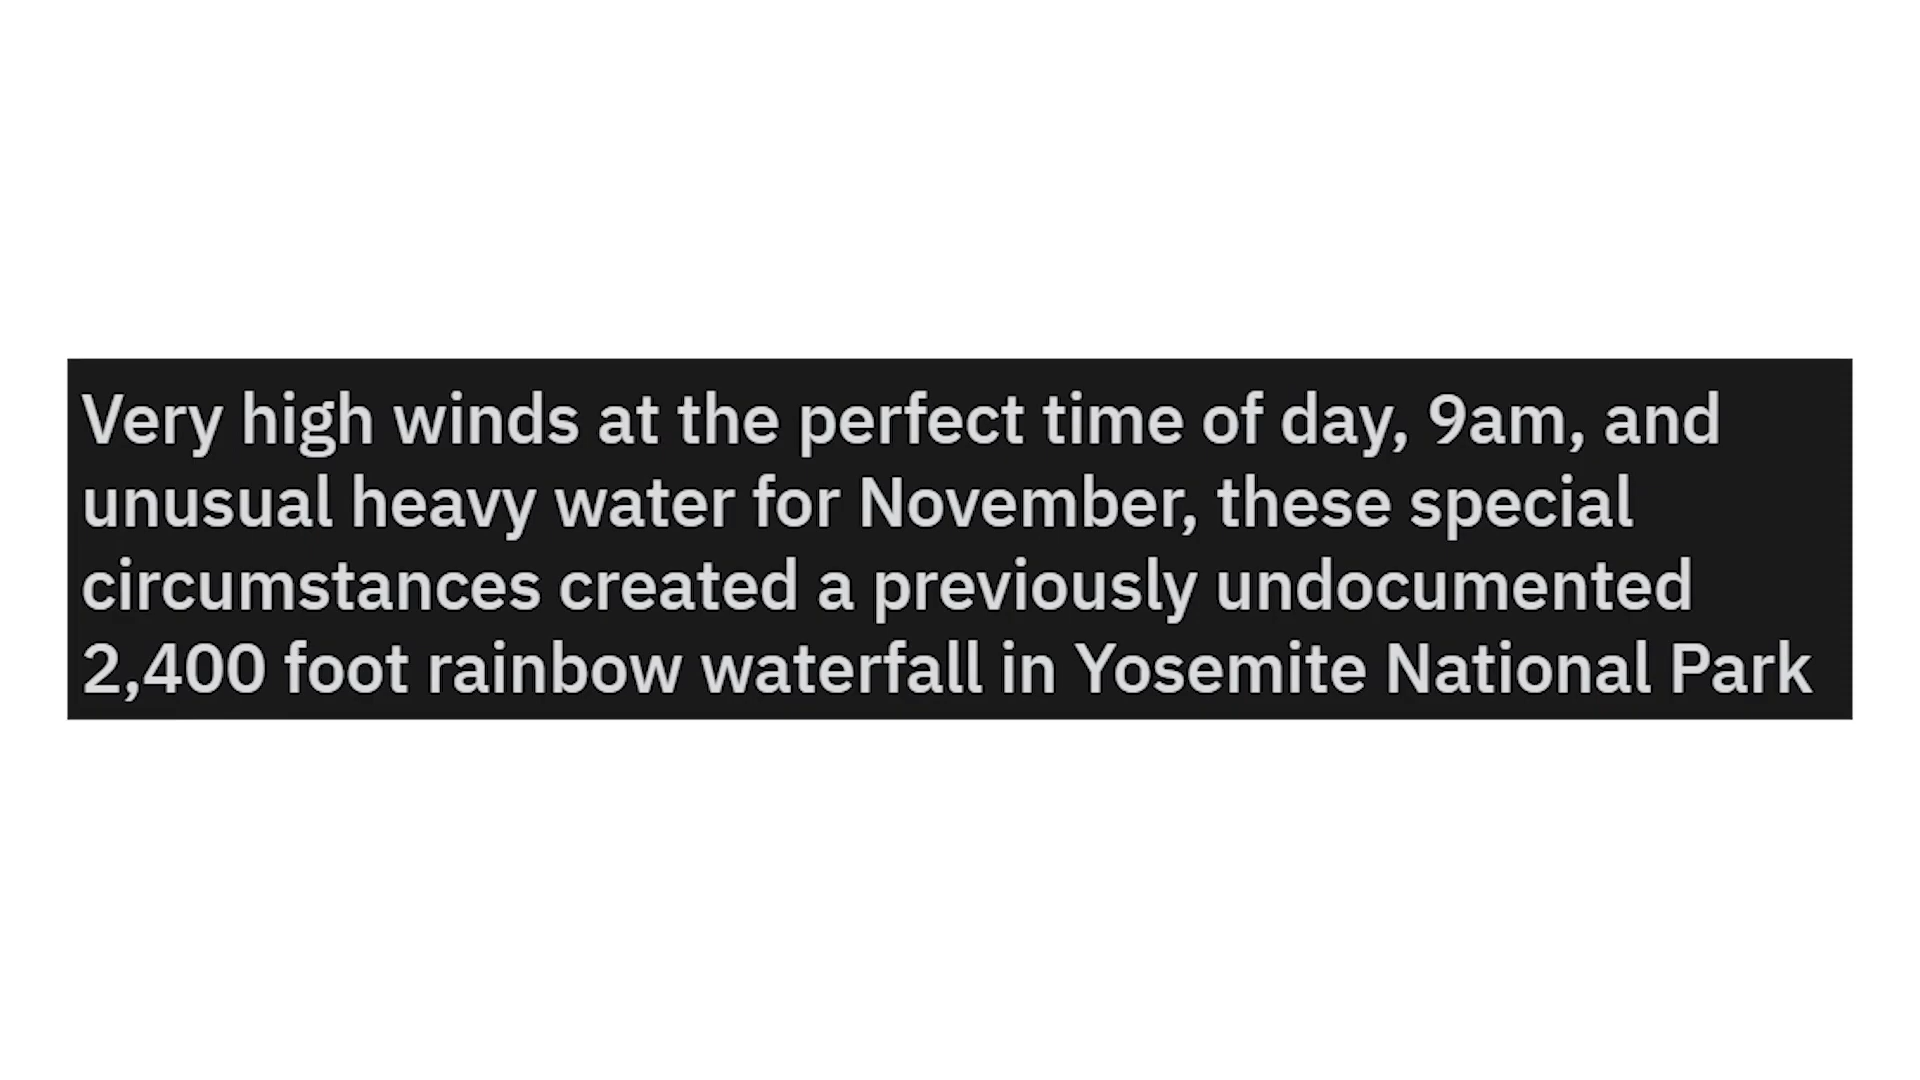 Very high winds at the perfect time of day, 9am, and
unusual heavy water for November, these special
circumstances created a previously undocumented
2,400 foot rainbow waterfall in Yosemite National Park